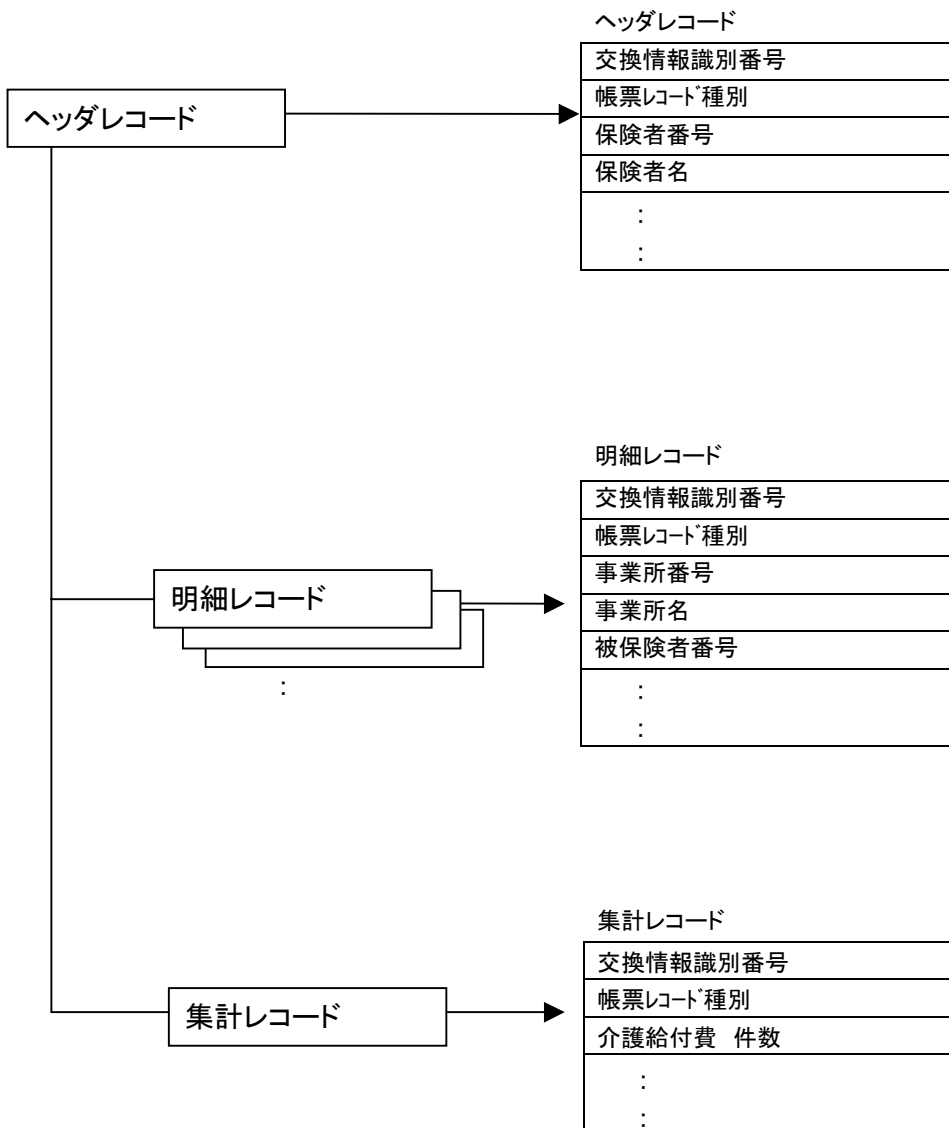 ヘッダレコード
交換情報識別番号
帳票ﾚｺｰﾄﾞ種別
保険者番号
保険者名
:
:
ヘッダレコード
明細レコード
交換情報識別番号
帳票ﾚｺｰﾄﾞ種別
事業所番号
事業所名
被保険者番号
:
:
明細レコード
:
集計レコード
交換情報識別番号
帳票ﾚｺｰﾄﾞ種別
介護給付費　件数
:
:
集計レコード